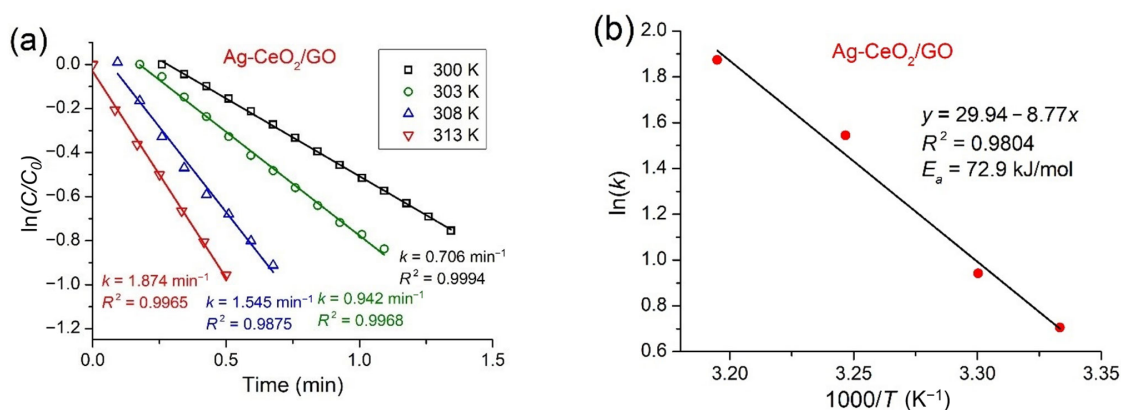 (a)
Ag-CeO₂/GO
300 K
303 K
308 K
313 K
ln(C/C₀)
0.0
−0.2
−0.4
−0.6
−0.8
−1.0
−1.2
k = 0.706 min⁻¹
R² = 0.9994
k = 1.874 min⁻¹
R² = 0.9965
k = 1.545 min⁻¹
R² = 0.9875
k = 0.942 min⁻¹
R² = 0.9968
0.0 0.5 1.0 1.5
Time (min)
(b)
Ag-CeO₂/GO
y = 29.94 − 8.77x
R² = 0.9804
Eₐ = 72.9 kJ/mol
ln(k)
2.0
1.8
1.6
1.4
1.2
1.0
0.8
0.6
3.20 3.25 3.30 3.35
1000/T (K⁻¹)